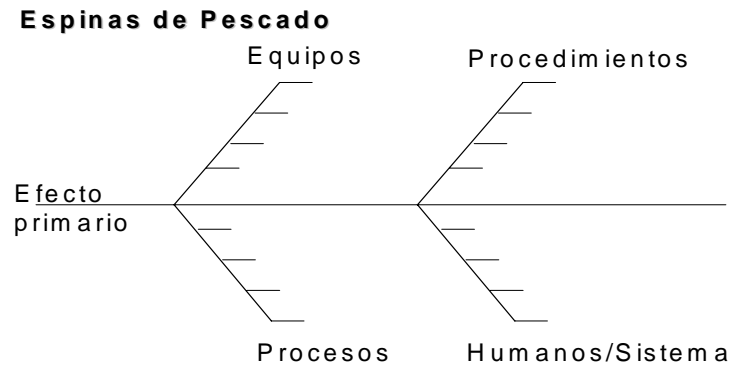 Espinas de Pescado
Equipos
Procedimientos
Efecto
primario
Procesos
Humanos/Sistema